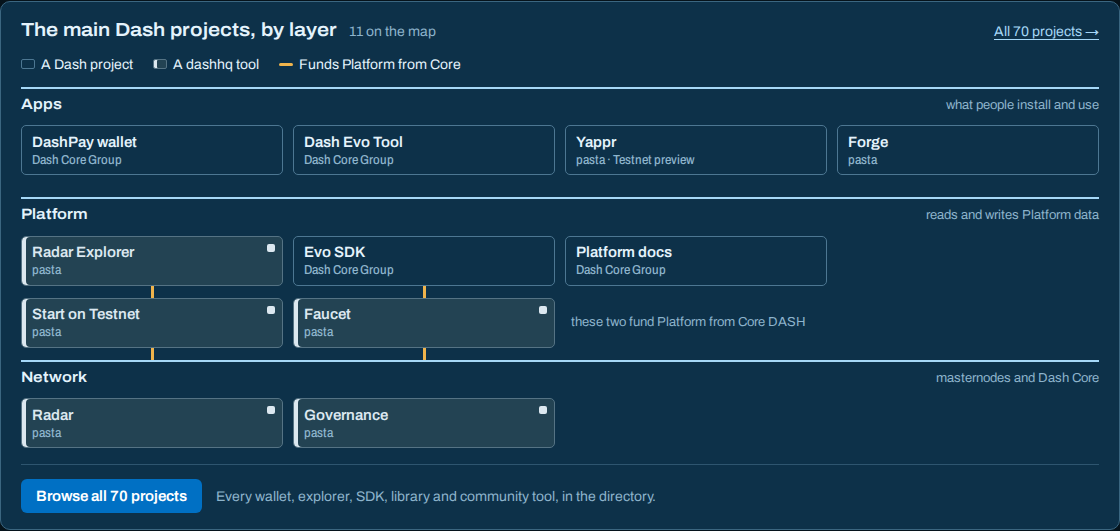 The main Dash projects, by layer 11 on the map All 70 projects →
A Dash project A dashhq tool Funds Platform from Core
Apps what people install and use
DashPay wallet
Dash Core Group
Dash Evo Tool
Dash Core Group
Yappr
pasta · Testnet preview
Forge
pasta
Platform reads and writes Platform data
Radar Explorer
pasta
Evo SDK
Dash Core Group
Platform docs
Dash Core Group
Start on Testnet
pasta
Faucet
pasta
these two fund Platform from Core DASH
Network masternodes and Dash Core
Radar
pasta
Governance
pasta
Browse all 70 projects Every wallet, explorer, SDK, library and community tool, in the directory.